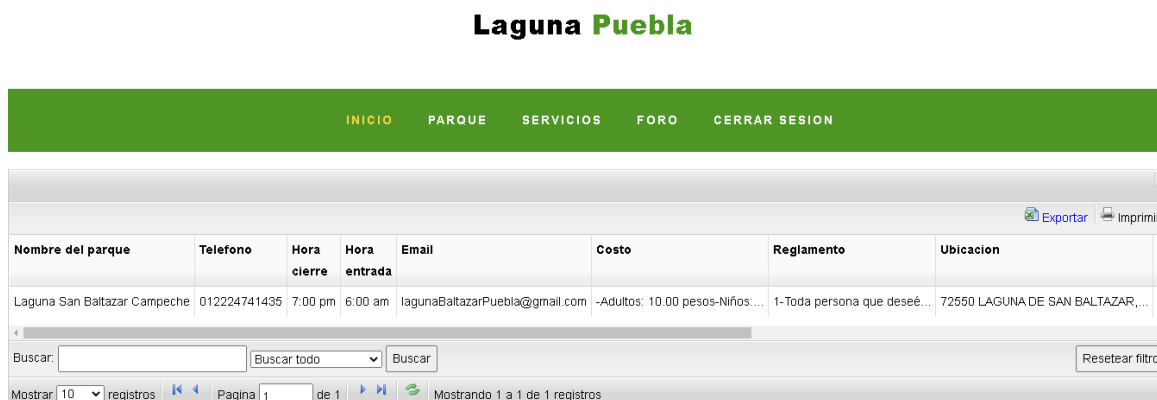 Laguna Puebla
INICIO PARQUE SERVICIOS FORO CERRAR SESION
Exportar Imprimi
Nombre del parque Telefono Hora cierre Hora entrada Email Costo Reglamento Ubicacion
Laguna San Baltazar Campeche 012224741435 7:00 pm 6:00 am lagunaBaltazarPuebla@gmail.com -Adultos: 10.00 pesos-Niños:... 1-Toda persona que deseé... 72550 LAGUNA DE SAN BALTAZAR,...
Buscar: Buscar todo Buscar Resetear filtro
Mostrar 10 registros Pagina 1 de 1 Mostrando 1 a 1 de 1 registros